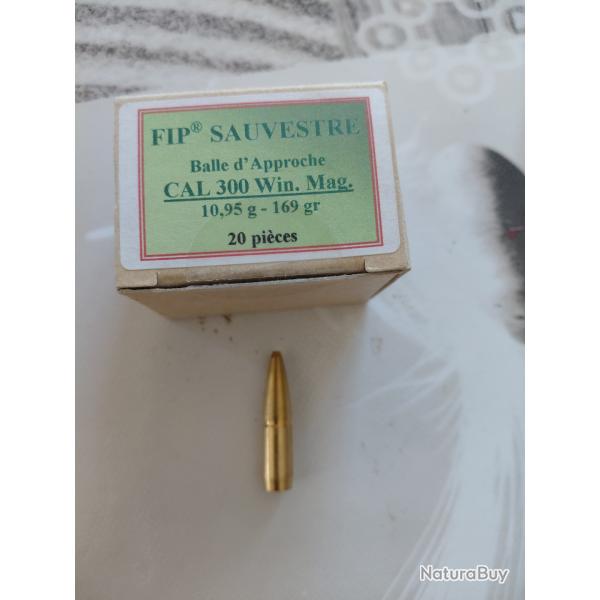 FIP® SAUVESTRE
Balle d'Approche
CAL 300 Win. Mag.
10,95 g - 169 gr
20 pièces
NaturaBuy